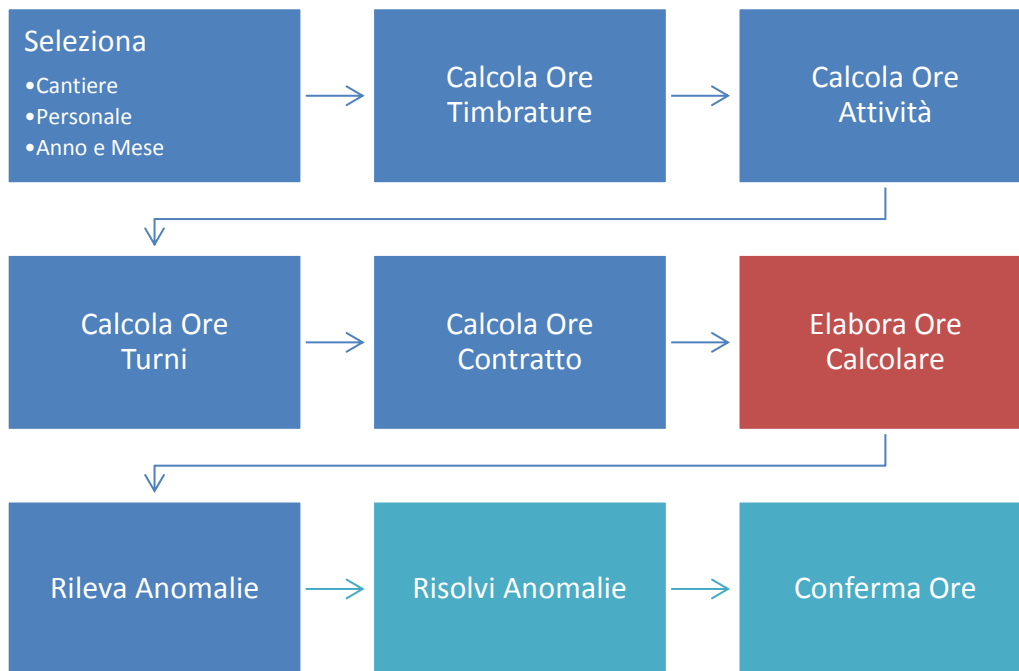 Seleziona
•Cantiere
•Personale
•Anno e Mese
Calcola Ore
Timbrature
Calcola Ore
Attività
Calcola Ore
Turni
Calcola Ore
Contratto
Elabora Ore
Calcolare
Rileva Anomalie
Risolvi Anomalie
Conferma Ore